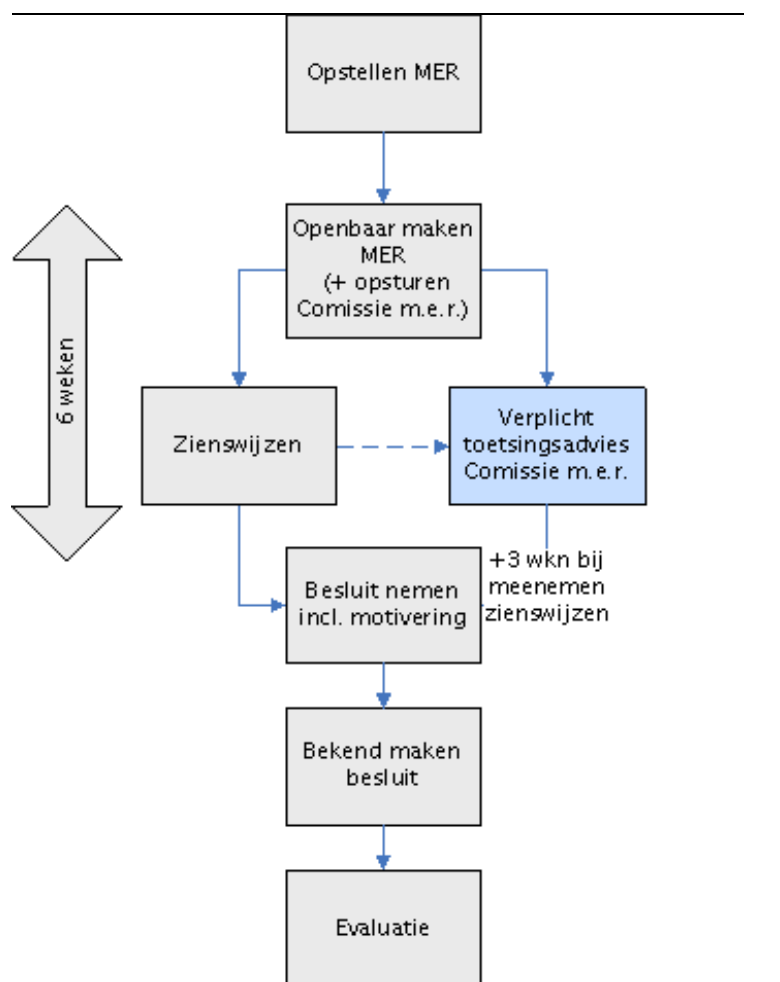 Opstellen MER
Openbaar maken
MER
(+ opsturen
Comissie m.e.r.)
6 weken
Zienswijzen
Verplicht
toetsingsadvies
Comissie m.e.r.
+3 wkn bij
meenemen
zienswijzen
Besluit nemen
incl. motivering
Bekend maken
besluit
Evaluatie